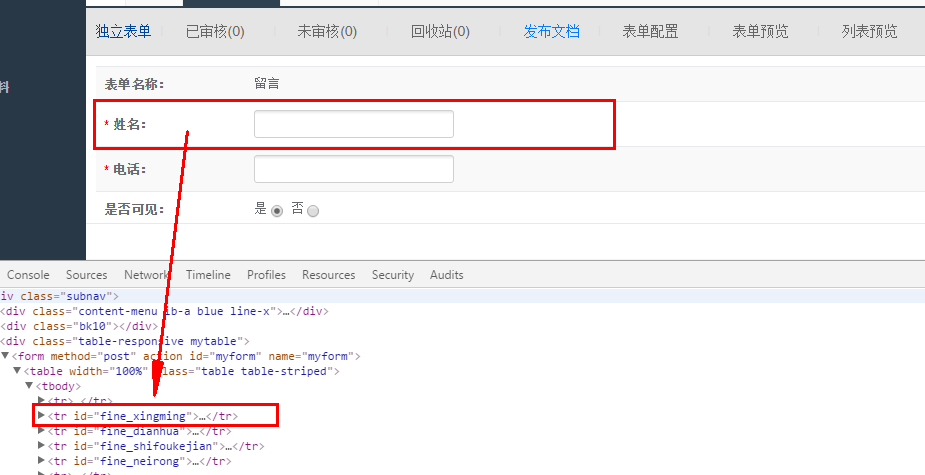 独立表单 已审核(0) 未审核(0) 回收站(0) 发布文档 表单配置 表单预览 列表预览
料
表单名称： 留言
* 姓名：
* 电话：
是否可见： 是 否
Console Sources Network Timeline Profiles Resources Security Audits
iv class="subnav">
<div class="content-menu ib-a blue line-x">…</div>
<div class="bk10"></div>
<div class="table-responsive mytable">
▼<form method="post" action id="myform" name="myform">
▼<table width="100%" class="table table-striped">
▼<tbody>
▶<tr>…</tr>
▶<tr id="fine_xingming">…</tr>
▶<tr id="fine_dianhua">…</tr>
▶<tr id="fine_shifoukejian">…</tr>
▶<tr id="fine_neirong">…</tr>
▶<tr>…</tr>